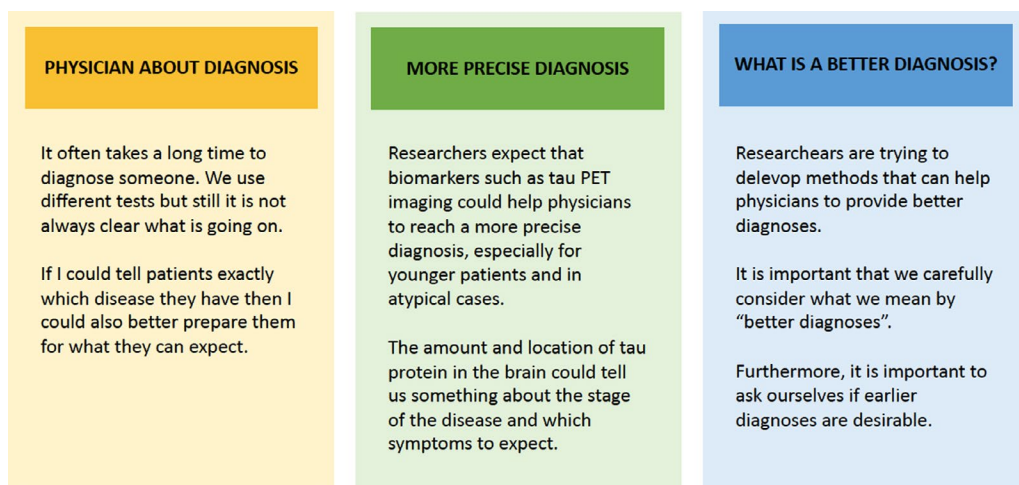 PHYSICIAN ABOUT DIAGNOSIS
It often takes a long time to
diagnose someone. We use
different tests but still it is not
always clear what is going on.
If I could tell patients exactly
which disease they have then I
could also better prepare them
for what they can expect.
MORE PRECISE DIAGNOSIS
Researchers expect that
biomarkers such as tau PET
imaging could help physicians
to reach a more precise
diagnosis, especially for
younger patients and in
atypical cases.
The amount and location of tau
protein in the brain could tell
us something about the stage
of the disease and which
symptoms to expect.
WHAT IS A BETTER DIAGNOSIS?
Researchears are trying to
delevop methods that can help
physicians to provide better
diagnoses.
It is important that we carefully
consider what we mean by
“better diagnoses”.
Furthermore, it is important to
ask ourselves if earlier
diagnoses are desirable.